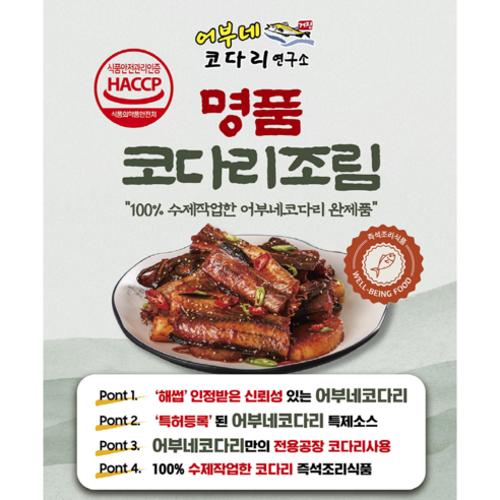 어부네
거진
코다리연구소
식품안전관리인증
HACCP
식품의약품안전처
명품
코다리조림
"100% 수제작업한 어부네코다리 완제품"
즉석조리식품
WELL-BEING FOOD
Pont 1. '해썹' 인정받은 신뢰성 있는 어부네코다리
Pont 2. '특허등록' 된 어부네코다리 특제소스
Pont 3. 어부네코다리만의 전용공장 코다리사용
Pont 4. 100% 수제작업한 코다리 즉석조리식품